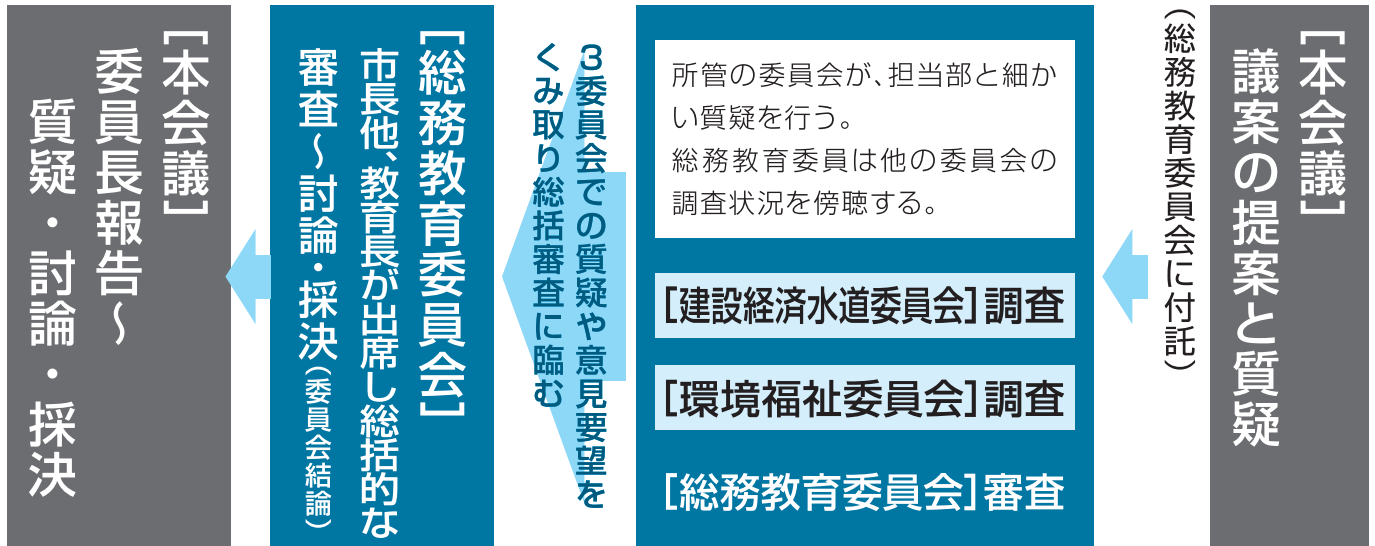 [本会議]
議案の提案と質疑
(総務教育委員会に付託)
所管の委員会が、担当部と細か
い質疑を行う。
総務教育委員は他の委員会の
調査状況を傍聴する。
[建設経済水道委員会]調査
[環境福祉委員会]調査
[総務教育委員会]審査
3委員会での質疑や意見要望を
くみ取り総括審査に臨む
[総務教育委員会]
市長他、教育長が出席し総括的な
審査～討論・採決(委員会結論)
[本会議]
委員長報告～
質疑・討論・採決